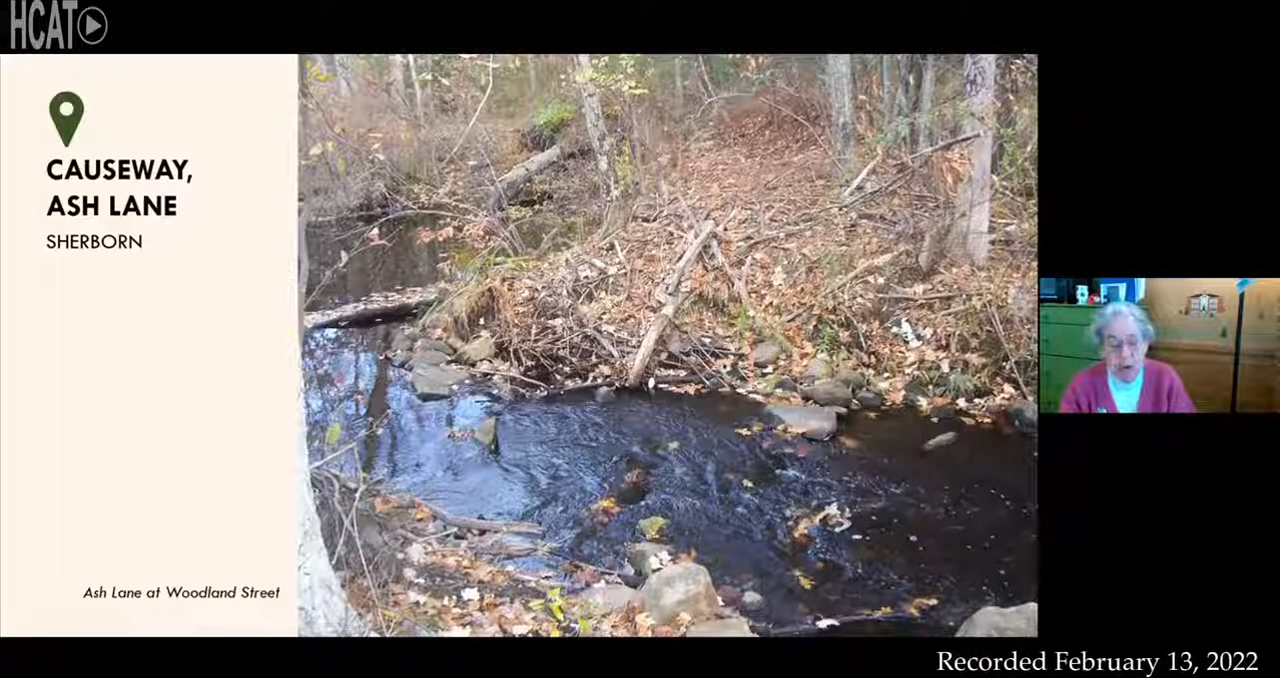 HCAT
CAUSEWAY,
ASH LANE
SHERBORN
Ash Lane at Woodland Street
Recorded February 13, 2022